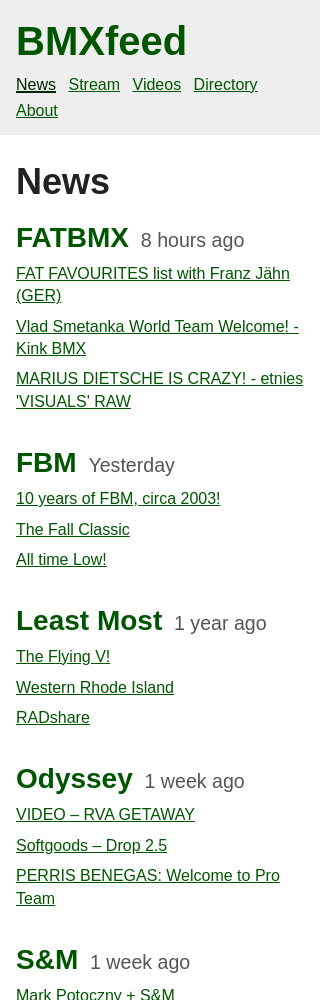 BMXfeed
News Stream Videos Directory
About
News
FATBMX 8 hours ago
FAT FAVOURITES list with Franz Jähn
(GER)
Vlad Smetanka World Team Welcome! -
Kink BMX
MARIUS DIETSCHE IS CRAZY! - etnies
'VISUALS' RAW
FBM Yesterday
10 years of FBM, circa 2003!
The Fall Classic
All time Low!
Least Most 1 year ago
The Flying V!
Western Rhode Island
RADshare
Odyssey 1 week ago
VIDEO – RVA GETAWAY
Softgoods – Drop 2.5
PERRIS BENEGAS: Welcome to Pro
Team
S&M 1 week ago
Mark Potoczny + S&M